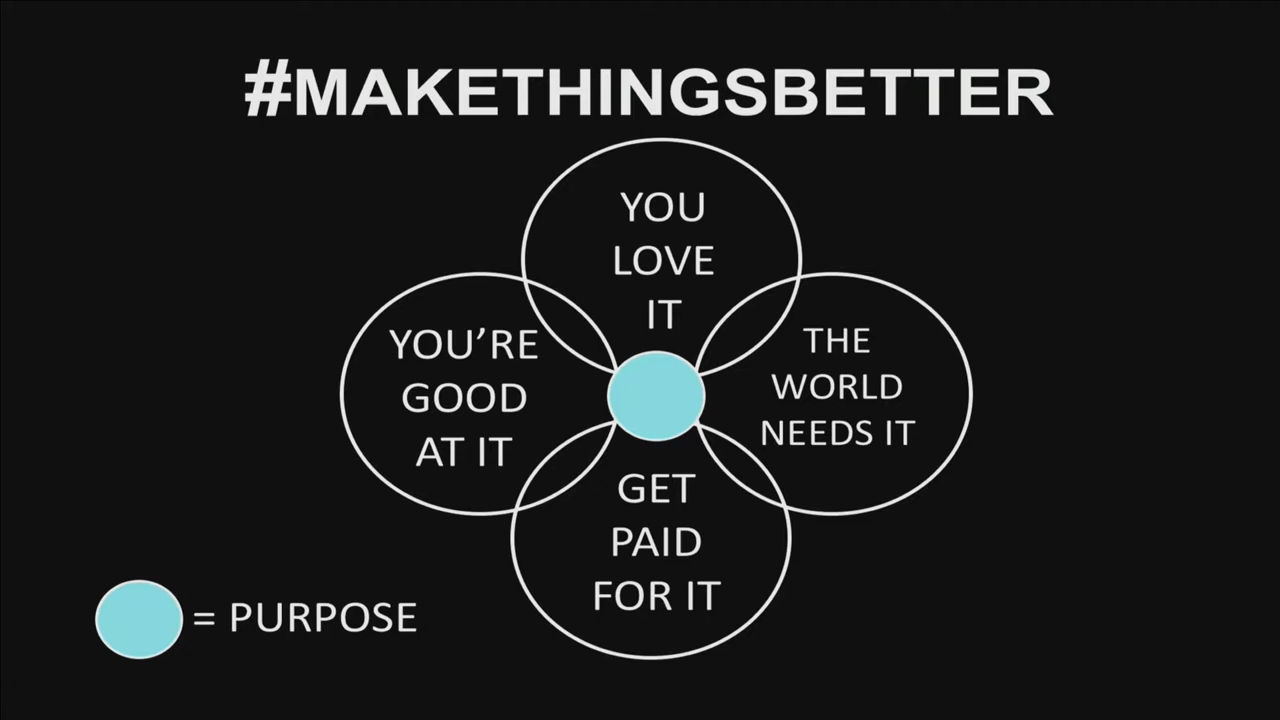 #MAKETHINGSBETTER
YOU
LOVE
IT
YOU'RE
GOOD
AT IT
THE
WORLD
NEEDS IT
GET
PAID
FOR IT
= PURPOSE